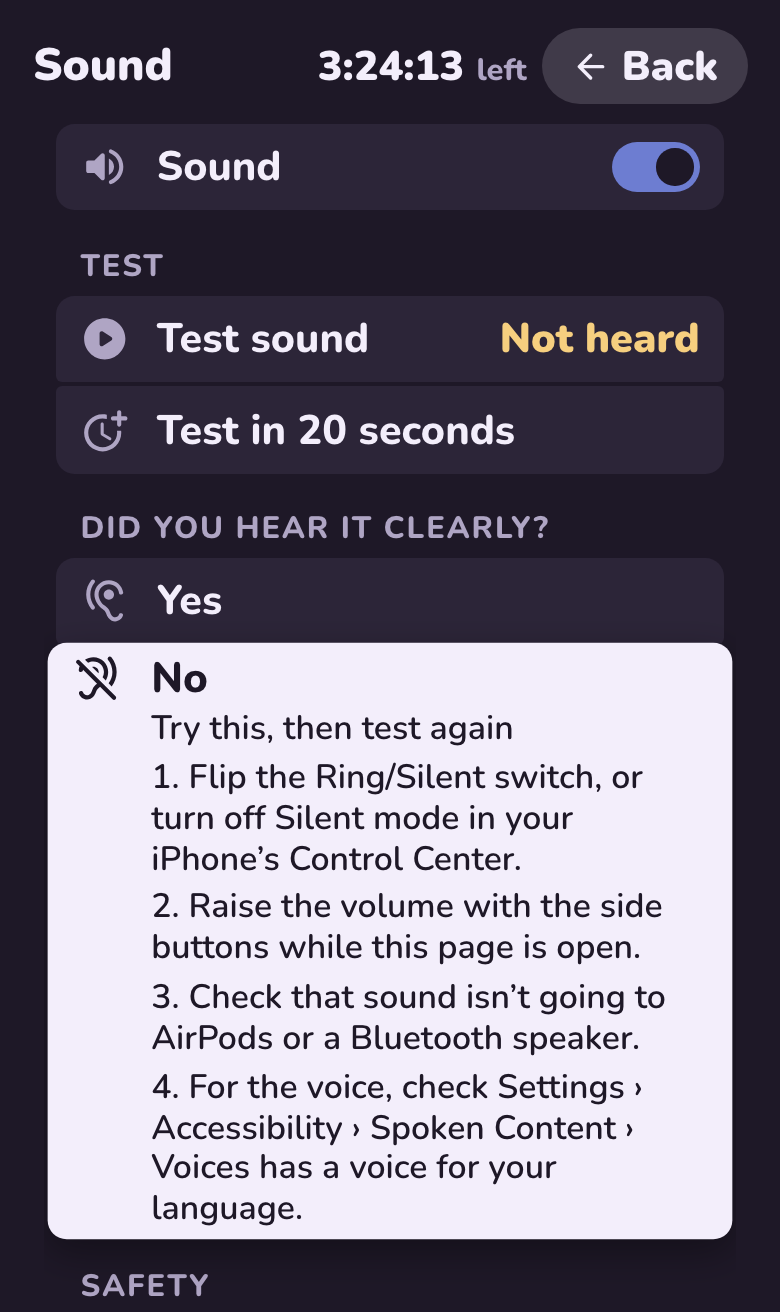 Sound
3:24:13 left
← Back
Sound
TEST
Test sound
Not heard
Test in 20 seconds
DID YOU HEAR IT CLEARLY?
Yes
No
Try this, then test again
1. Flip the Ring/Silent switch, or
turn off Silent mode in your
iPhone’s Control Center.
2. Raise the volume with the side
buttons while this page is open.
3. Check that sound isn’t going to
AirPods or a Bluetooth speaker.
4. For the voice, check Settings ›
Accessibility › Spoken Content ›
Voices has a voice for your
language.
SAFETY